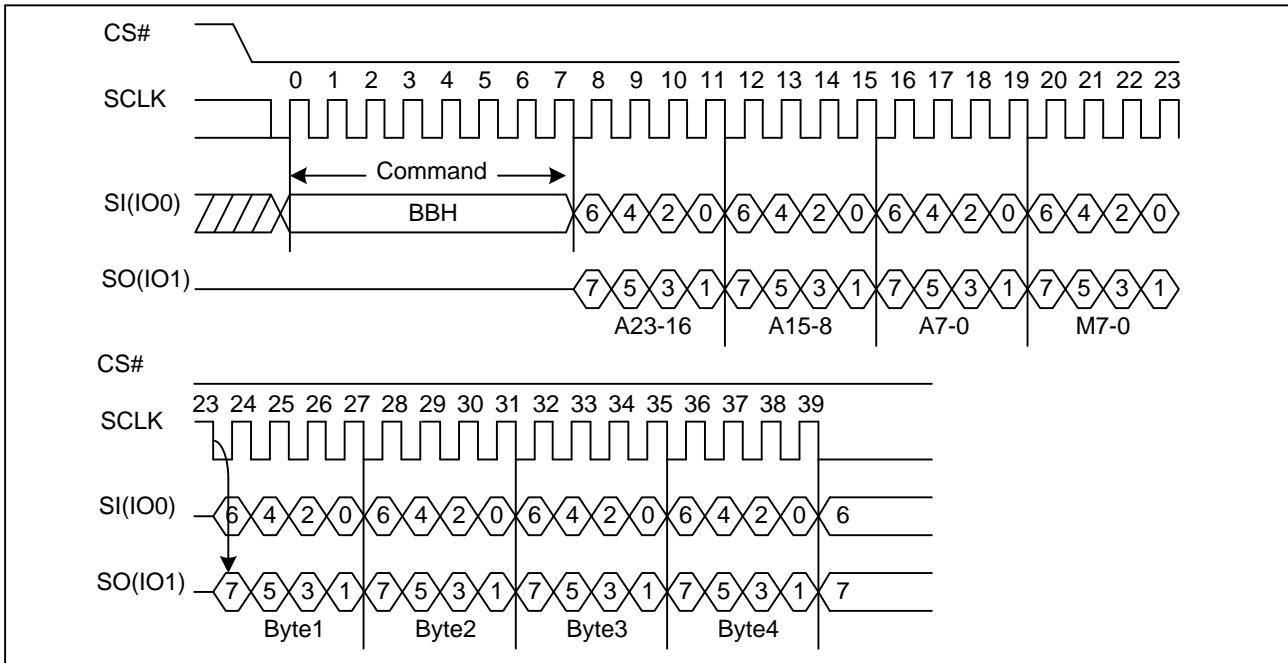 CS#
0 1 2 3 4 5 6 7 8 9 10 11 12 13 14 15 16 17 18 19 20 21 22 23
SCLK
Command
SI(IO0) BBH 6 4 2 0 6 4 2 0 6 4 2 0 6 4 2 0
SO(IO1) 7 5 3 1 7 5 3 1 7 5 3 1 7 5 3 1
A23-16 A15-8 A7-0 M7-0
CS#
23 24 25 26 27 28 29 30 31 32 33 34 35 36 37 38 39
SCLK
SI(IO0) 6 4 2 0 6 4 2 0 6 4 2 0 6 4 2 0 6
SO(IO1) 7 5 3 1 7 5 3 1 7 5 3 1 7 5 3 1 7
Byte1 Byte2 Byte3 Byte4